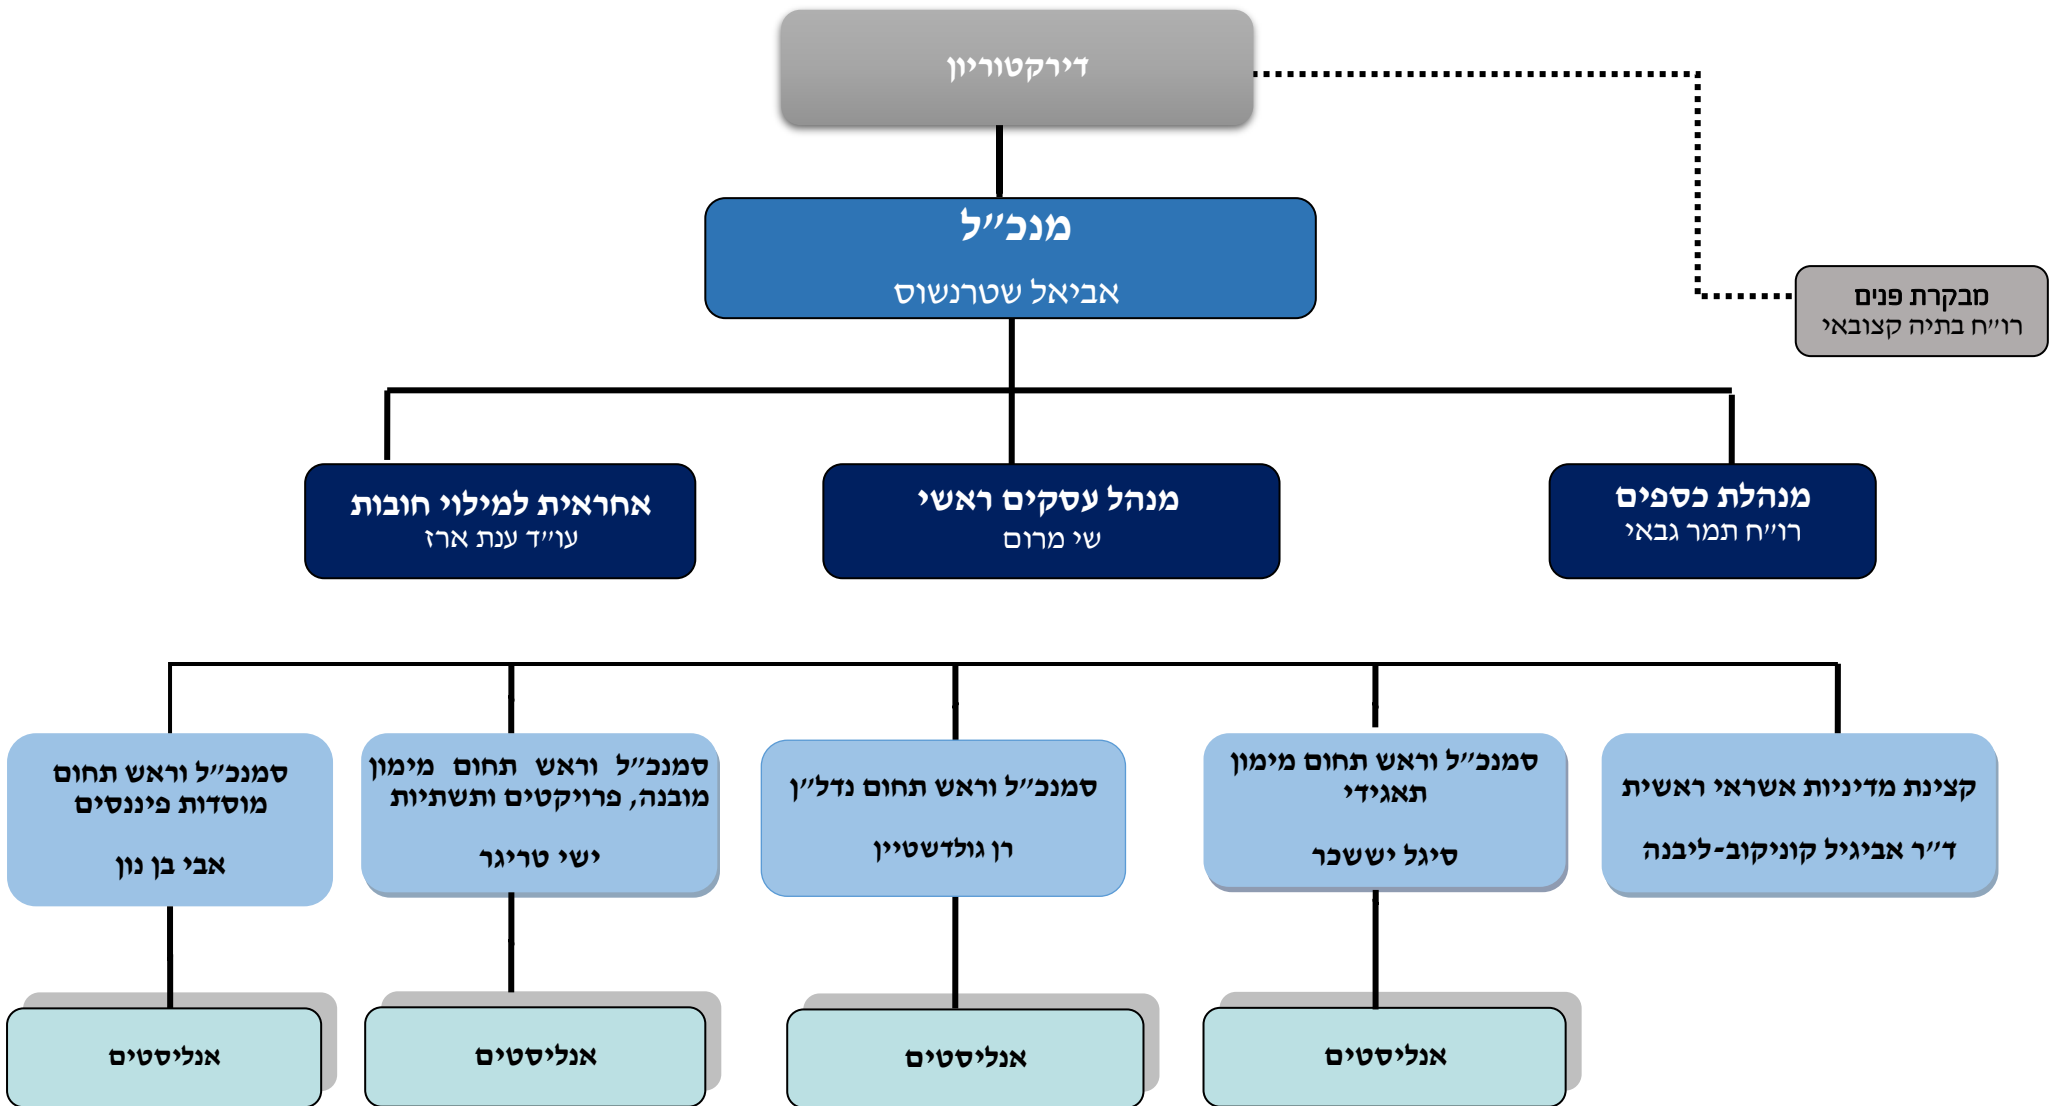 דירקטוריון
מנכ״ל
אביאל שטרנשוס
מבקרת פנים
רו״ח בתיה קצובאי
מנהלת כספים
רו״ח תמר גבאי
מנהל עסקים ראשי
שי מרום
אחראית למילוי חובות
עו״ד ענת ארז
קצינת מדיניות אשראי ראשית
ד״ר אביגיל קוניקוב-ליבנה
סמנכ״ל וראש תחום מימון
תאגידי
סיגל יששכר
סמנכ״ל וראש תחום נדל״ן
רן גולדשטיין
סמנכ״ל וראש תחום מימון
מובנה, פרויקטים ותשתיות
ישי טריגר
סמנכ״ל וראש תחום
מוסדות פיננסים
אבי בן נון
אנליסטים
אנליסטים
אנליסטים
אנליסטים